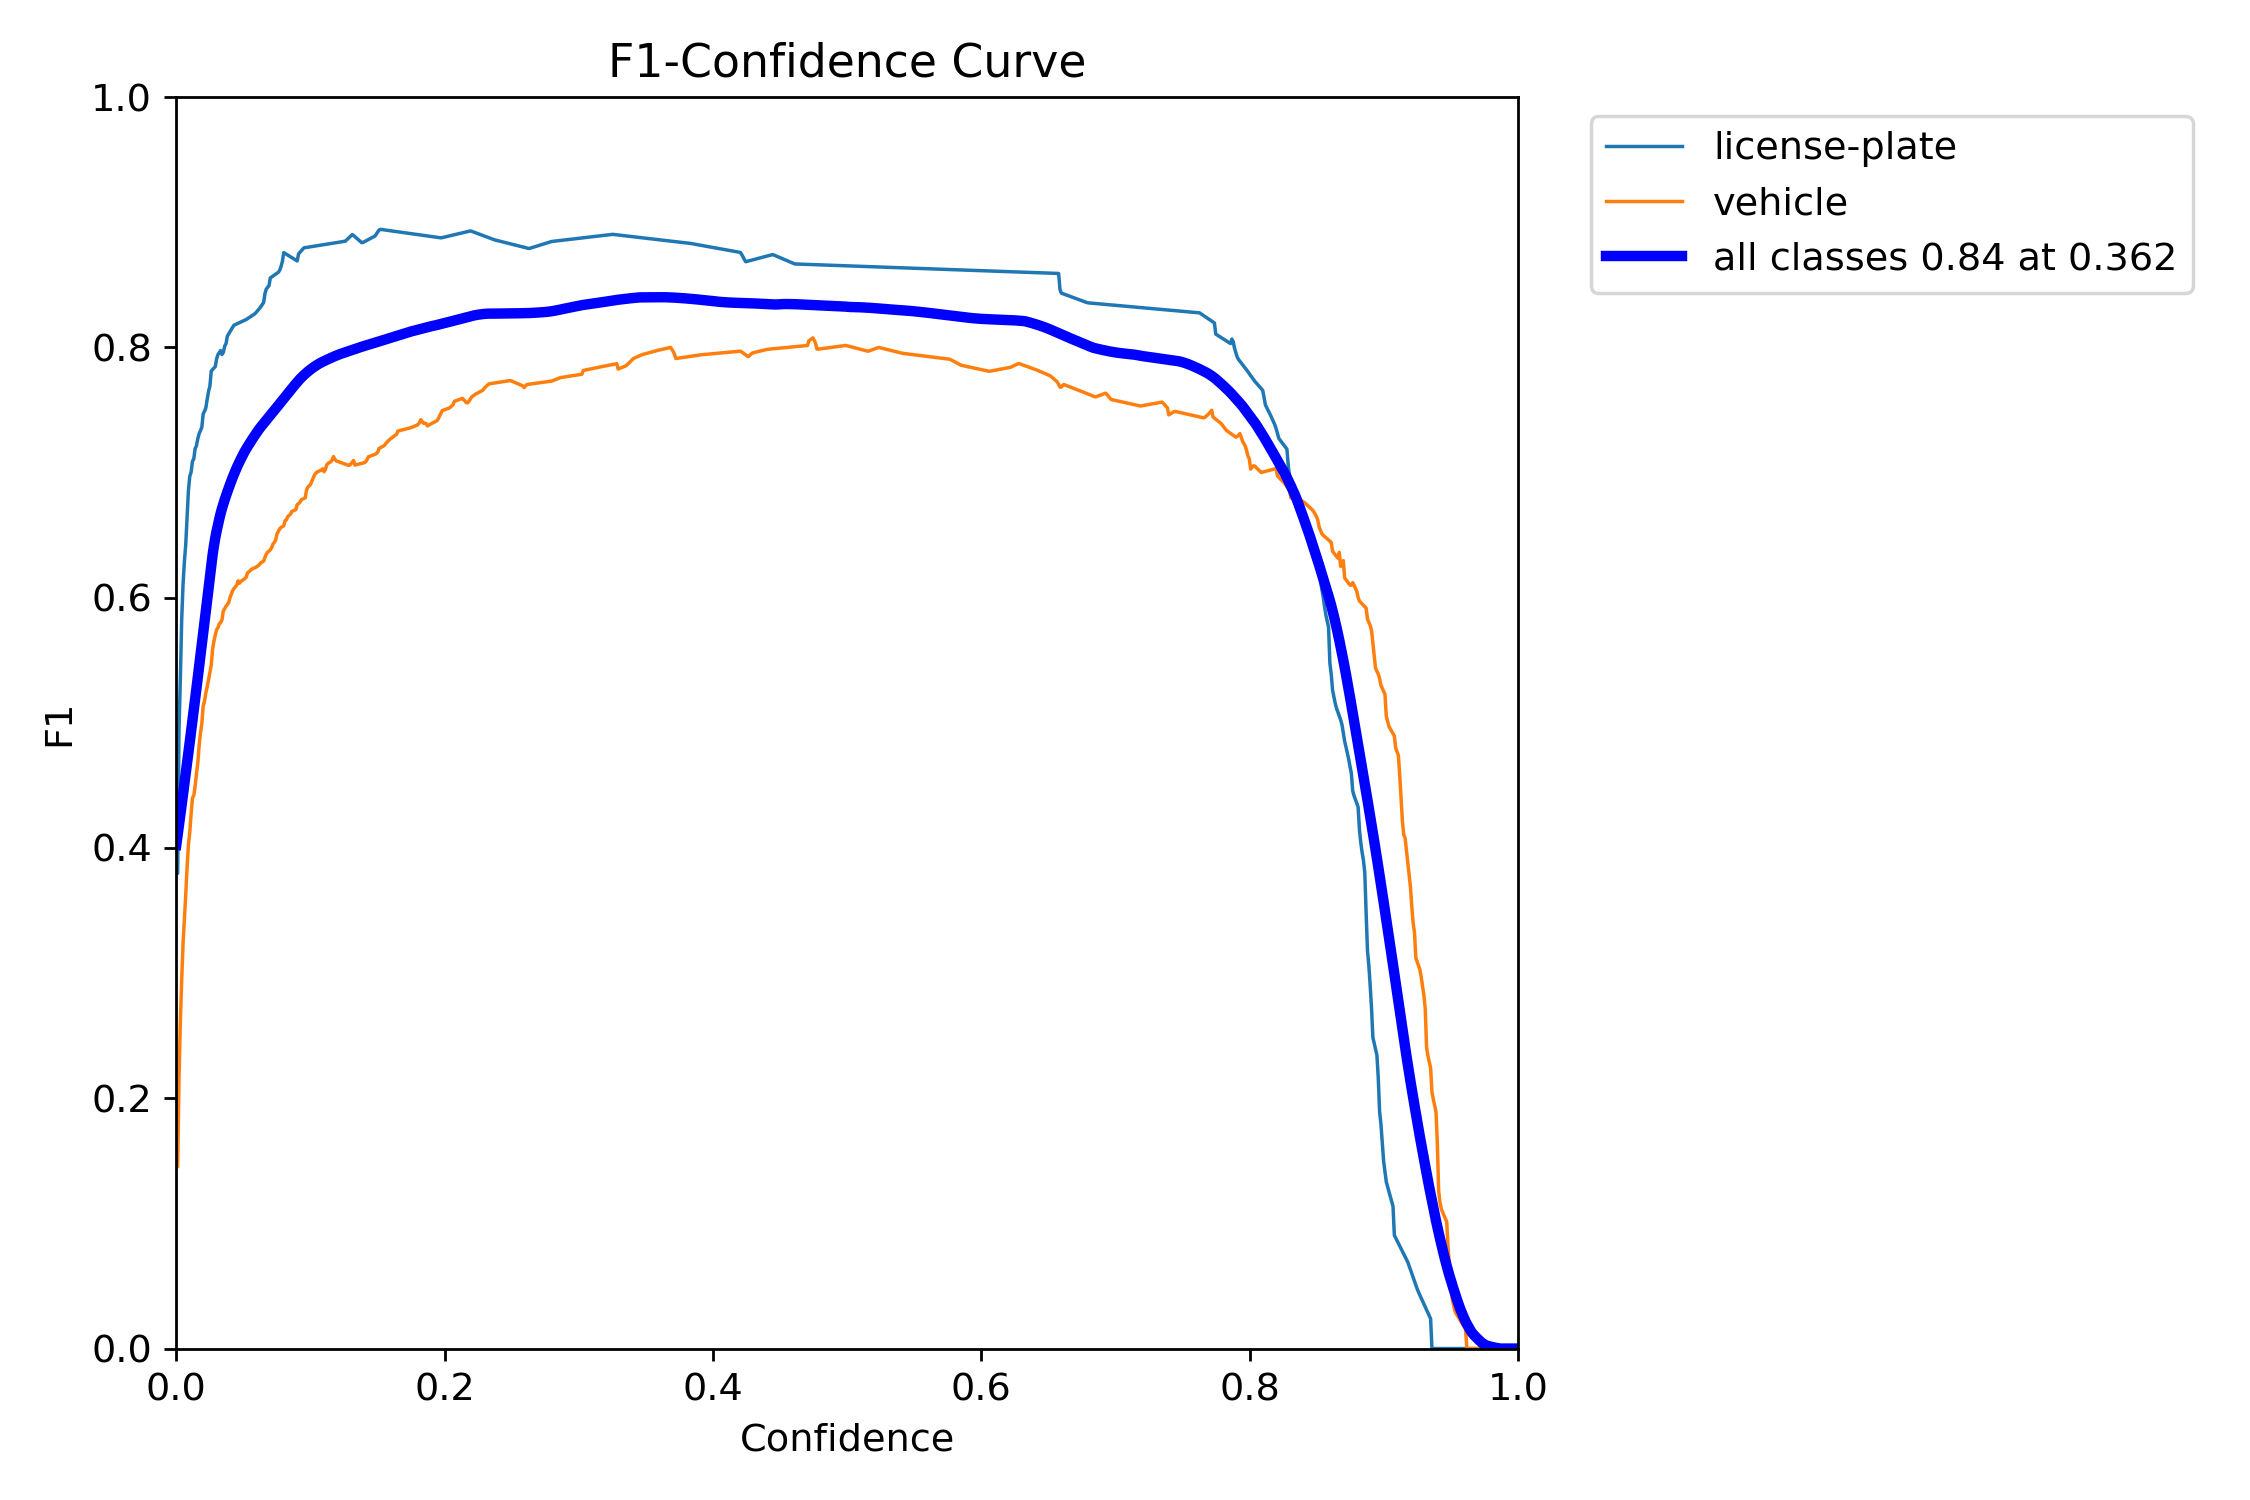 F1-Confidence Curve
1.0
0.8
0.6
0.4
0.2
0.0
F1
0.0 0.2 0.4 0.6 0.8 1.0
Confidence
license-plate
vehicle
all classes 0.84 at 0.362